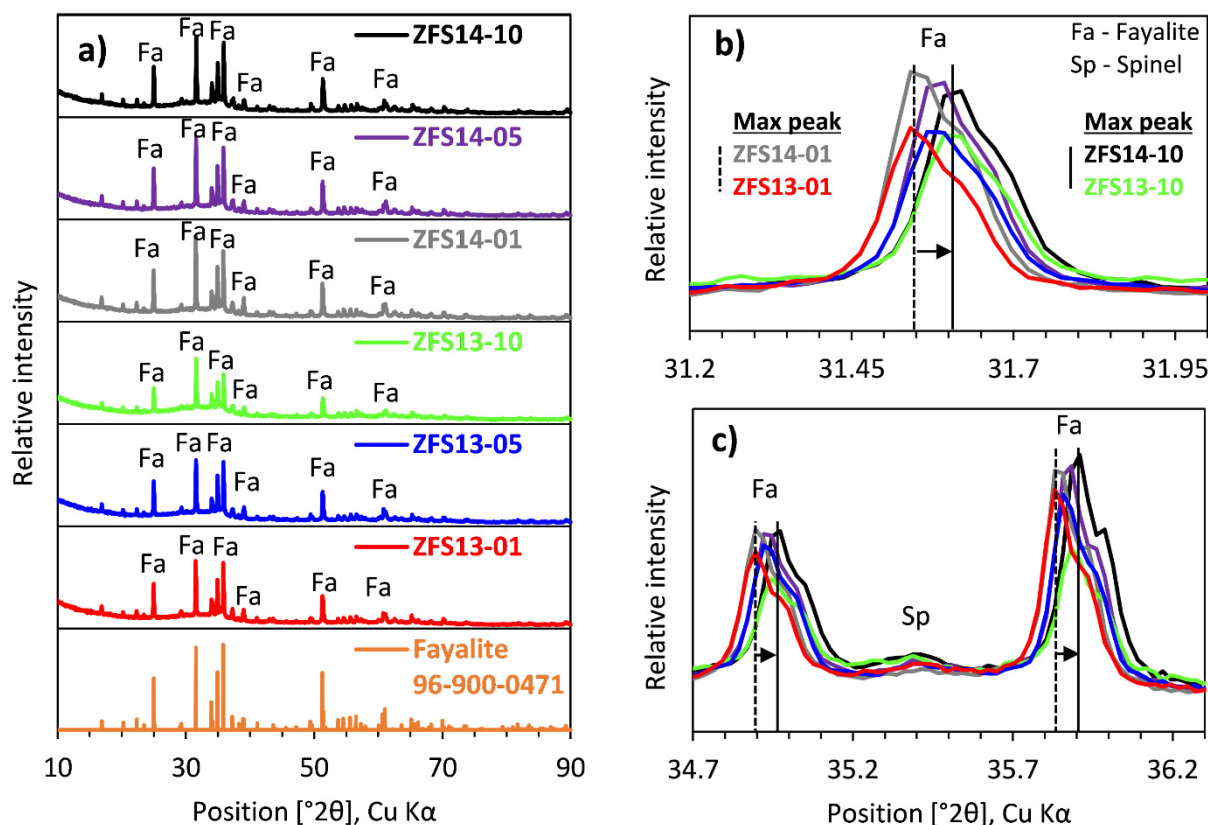 a)
Fa
Fa
Fa
Fa
Fa
Fa
ZFS14-10
Fa
Fa
Fa
Fa
Fa
Fa
ZFS14-05
Fa
Fa
Fa
Fa
Fa
Fa
ZFS14-01
Fa
Fa
Fa
Fa
Fa
Fa
ZFS13-10
Fa
Fa
Fa
Fa
Fa
Fa
ZFS13-05
Fa
Fa
Fa
Fa
Fa
Fa
ZFS13-01
Fayalite
96-900-0471
Relative intensity
10 30 50 70 90
Position [°2θ], Cu Kα
b)
Fa
Fa - Fayalite
Sp - Spinel
Max peak
ZFS14-01
ZFS13-01
Max peak
ZFS14-10
ZFS13-10
Relative intensity
31.2 31.45 31.7 31.95
c)
Fa
Sp
Fa
Relative intensity
34.7 35.2 35.7 36.2
Position [°2θ], Cu Kα